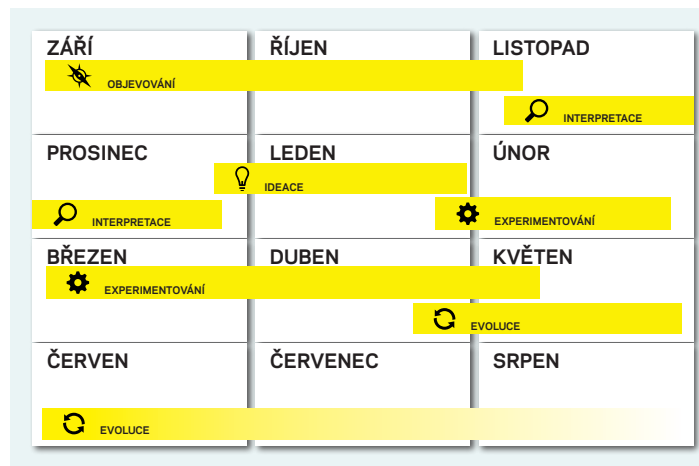 ZÁŘÍ
ŘÍJEN
LISTOPAD
OBJEVOVÁNÍ
INTERPRETACE
PROSINEC
LEDEN
ÚNOR
IDEACE
INTERPRETACE
EXPERIMENTOVÁNÍ
BŘEZEN
DUBEN
KVĚTEN
EXPERIMENTOVÁNÍ
EVOLUCE
ČERVEN
ČERVENEC
SRPEN
EVOLUCE